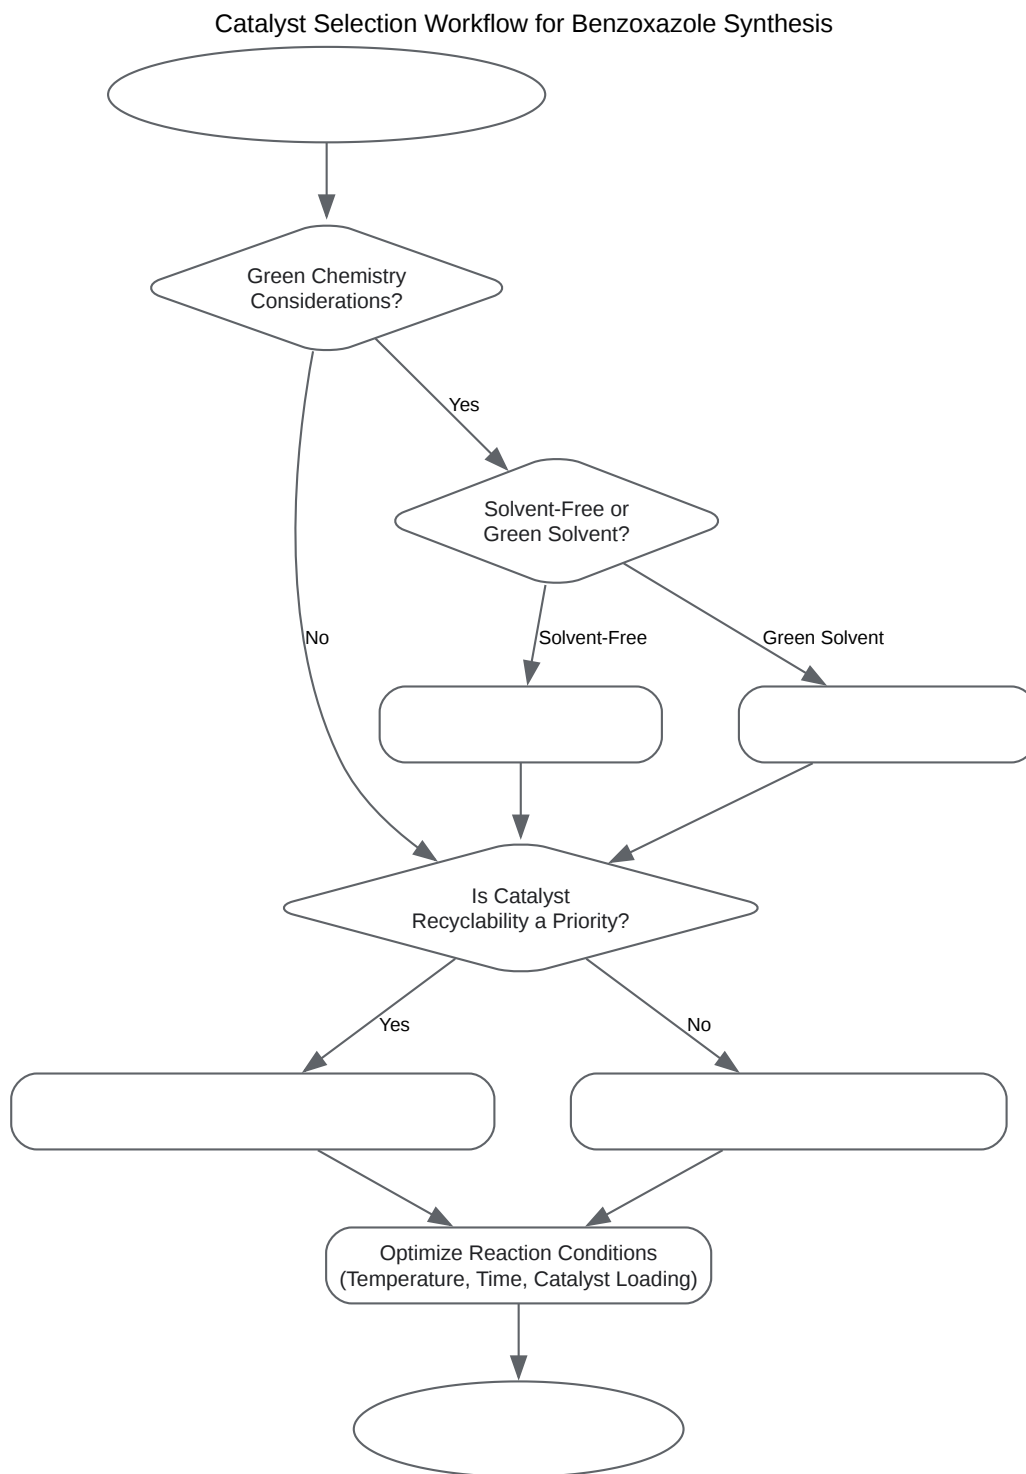 Catalyst Selection Workflow for Benzoxazole Synthesis
Green Chemistry
Considerations?
Yes
Solvent-Free or
Green Solvent?
No
Solvent-Free
Green Solvent
Is Catalyst
Recyclability a Priority?
Yes
No
Optimize Reaction Conditions
(Temperature, Time, Catalyst Loading)